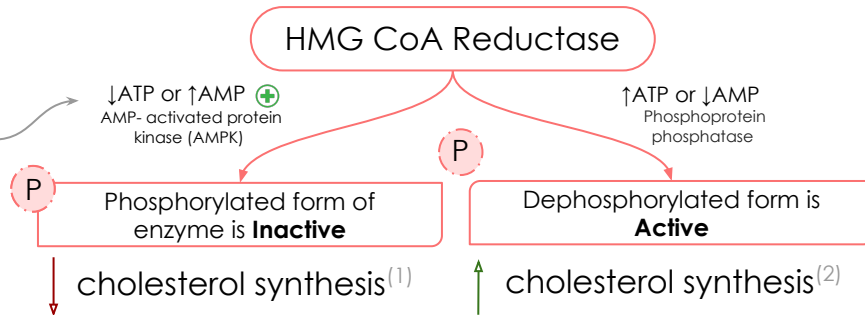 HMG CoA Reductase
↓ATP or ↑AMP
AMP- activated protein
kinase (AMPK)
↑ATP or ↓AMP
Phosphoprotein
phosphatase
P
P
Phosphorylated form of
enzyme is Inactive
Dephosphorylated form is
Active
cholesterol synthesis(1)
cholesterol synthesis(2)